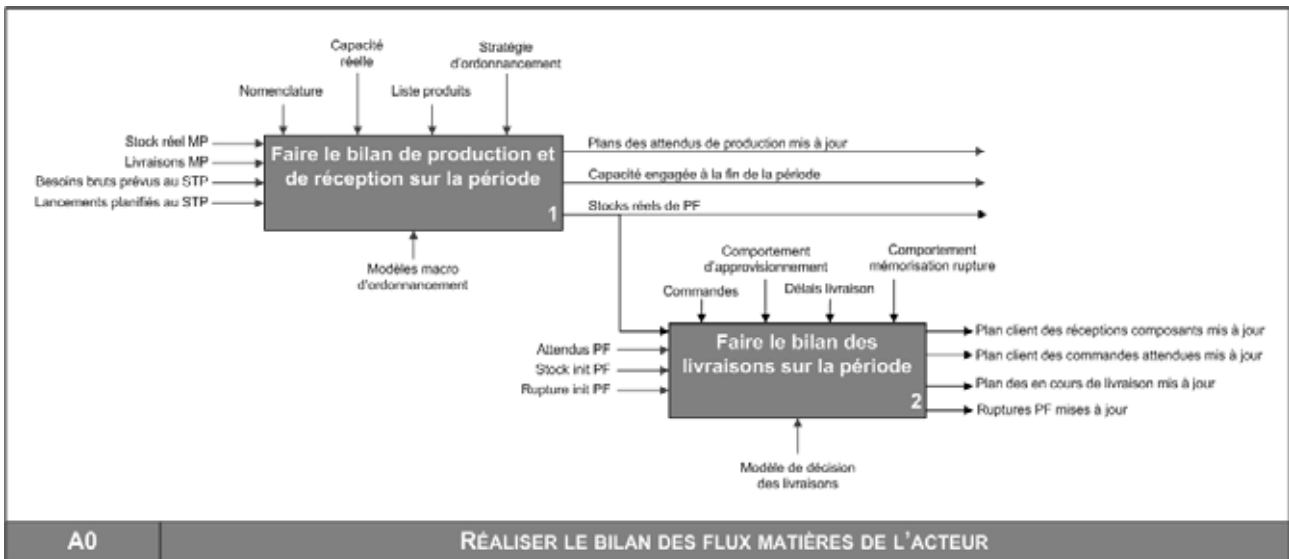 Capacité
réelle
Stratégie
d'ordonnancement
Nomenclature
Liste produits
Stock réel MP
Livraisons MP
Besoins bruts prévus au STP
Lancements planifiés au STP
Faire le bilan de production et
de réception sur la période
1
Plans des attendus de production mis à jour
Capacité engagée à la fin de la période
Stocks réels de PF
Modèles macro
d'ordonnancement
Comportement
d'approvisionnement
Comportement
mémorisation rupture
Commandes
Délais livraison
Attendus PF
Stock init PF
Rupture init PF
Faire le bilan des
livraisons sur la période
2
Plan client des réceptions composants mis à jour
Plan client des commandes attendues mis à jour
Plan des en cours de livraison mis à jour
Ruptures PF mises à jour
Modèle de décision
des livraisons
A0
RÉALISER LE BILAN DES FLUX MATIÈRES DE L'ACTEUR